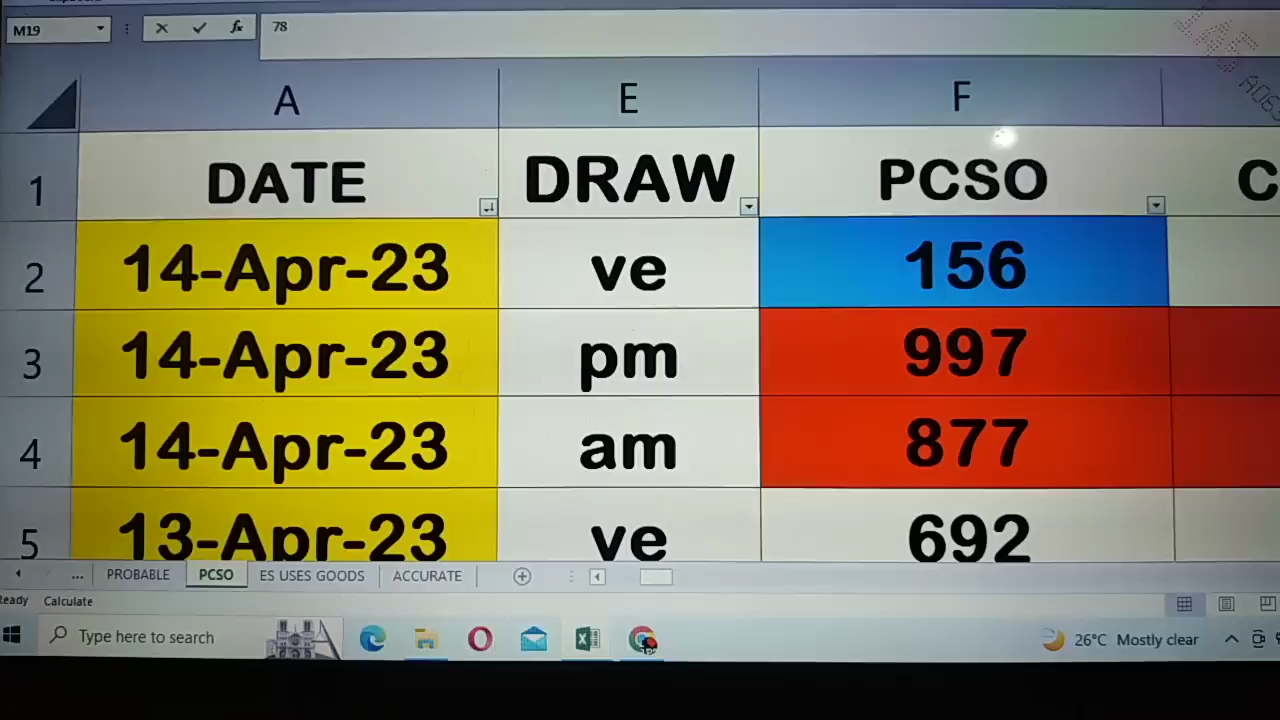 M19 fx 78
A E F
1 DATE DRAW PCSO C
2 14-Apr-23 ve 156
3 14-Apr-23 pm 997
4 14-Apr-23 am 877
5 13-Apr-23 ve 692
... PROBABLE PCSO ES USES GOODS ACCURATE
Calculate
Type here to search 26°C Mostly clear